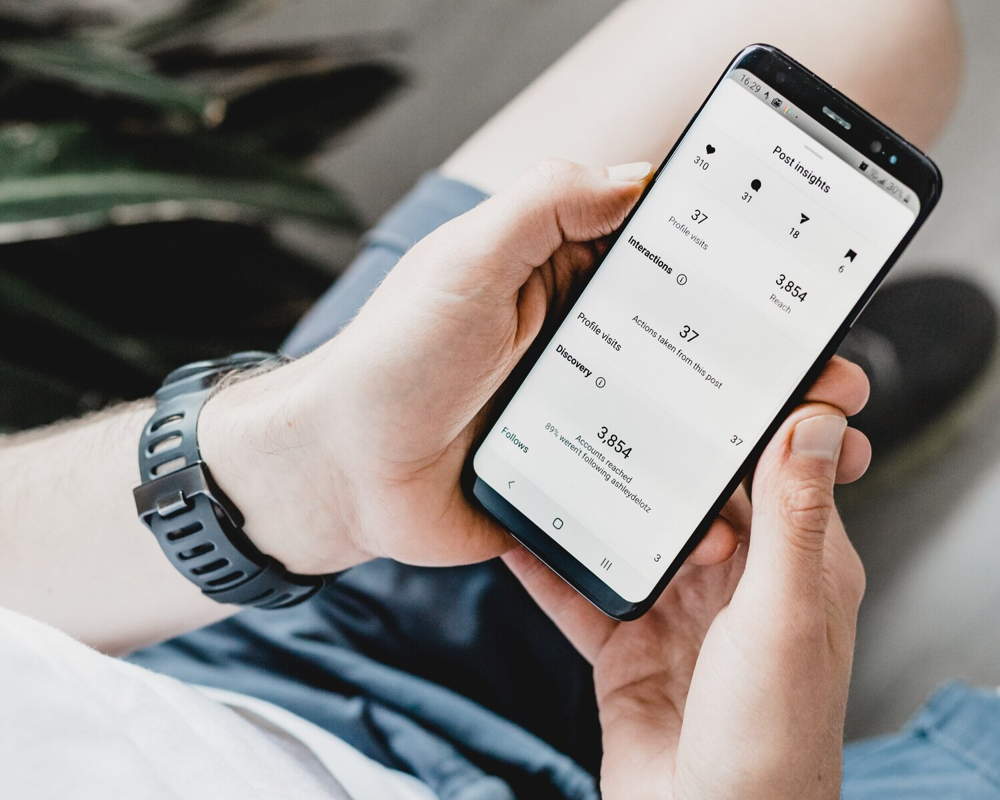 16:29
30%
Post insights
310
31
18
6
37
Profile visits
3,854
Reach
Interactions
37
Actions taken from this post
Profile visits
37
Discovery
3,854
Accounts reached
89% weren't following ashleydelotz
Follows
3